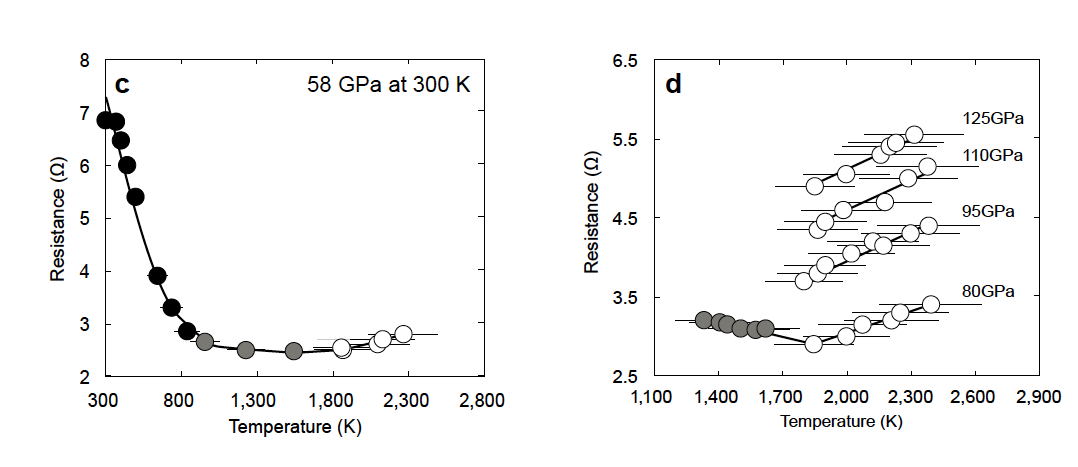 c
58 GPa at 300 K
8
7
6
5
4
3
2
Resistance (Ω)
300 800 1,300 1,800 2,300 2,800
Temperature (K)
d
6.5
5.5
4.5
3.5
2.5
Resistance (Ω)
125GPa
110GPa
95GPa
80GPa
1,100 1,400 1,700 2,000 2,300 2,600 2,900
Temperature (K)